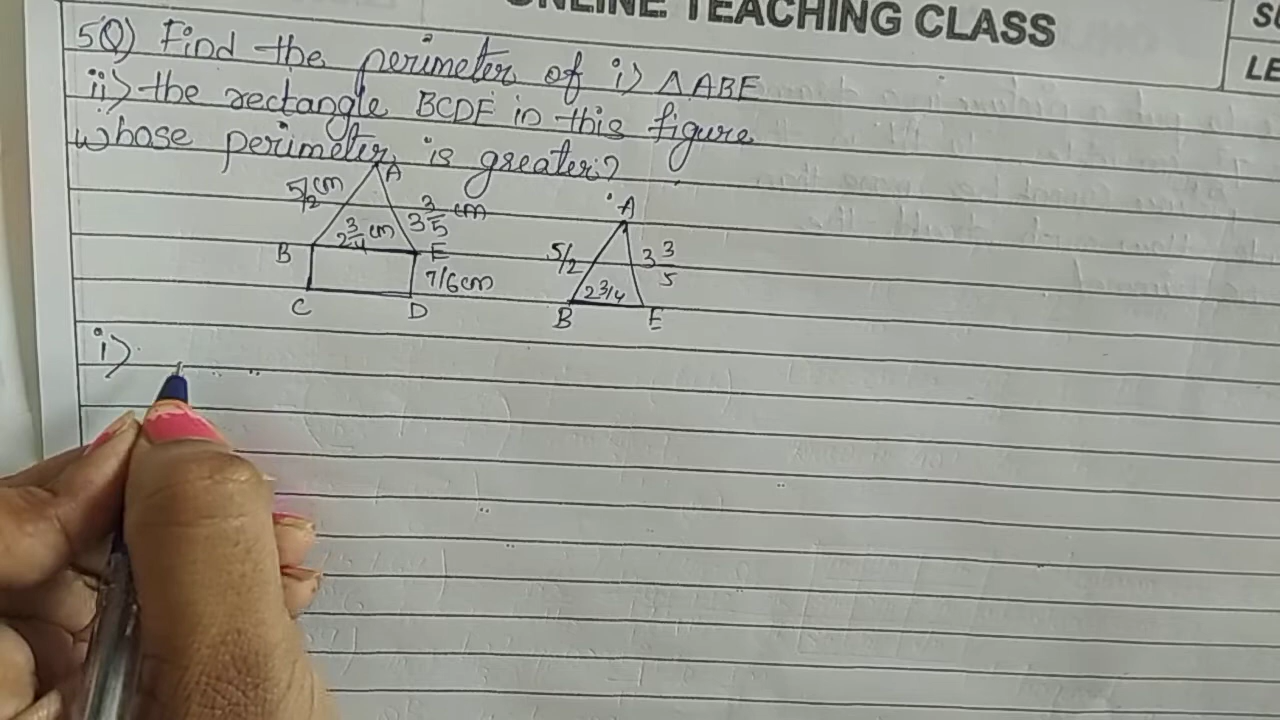 ONLINE TEACHING CLASS
LE
5Q) Find the perimeter of i) △ABE
ii) the rectangle BCDE in this figure
whose perimeter is greater?
A
5/2 cm
3 3/5 cm
2 3/4 cm
B
E
7/6 cm
C
D
A
5/2
3 3/5
2 3/4
B
E
i)